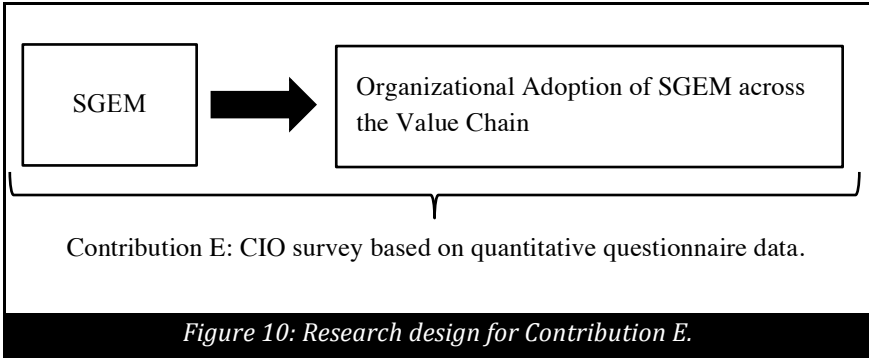 SGEM
Organizational Adoption of SGEM across
the Value Chain
Contribution E: CIO survey based on quantitative questionnaire data.
Figure 10: Research design for Contribution E.